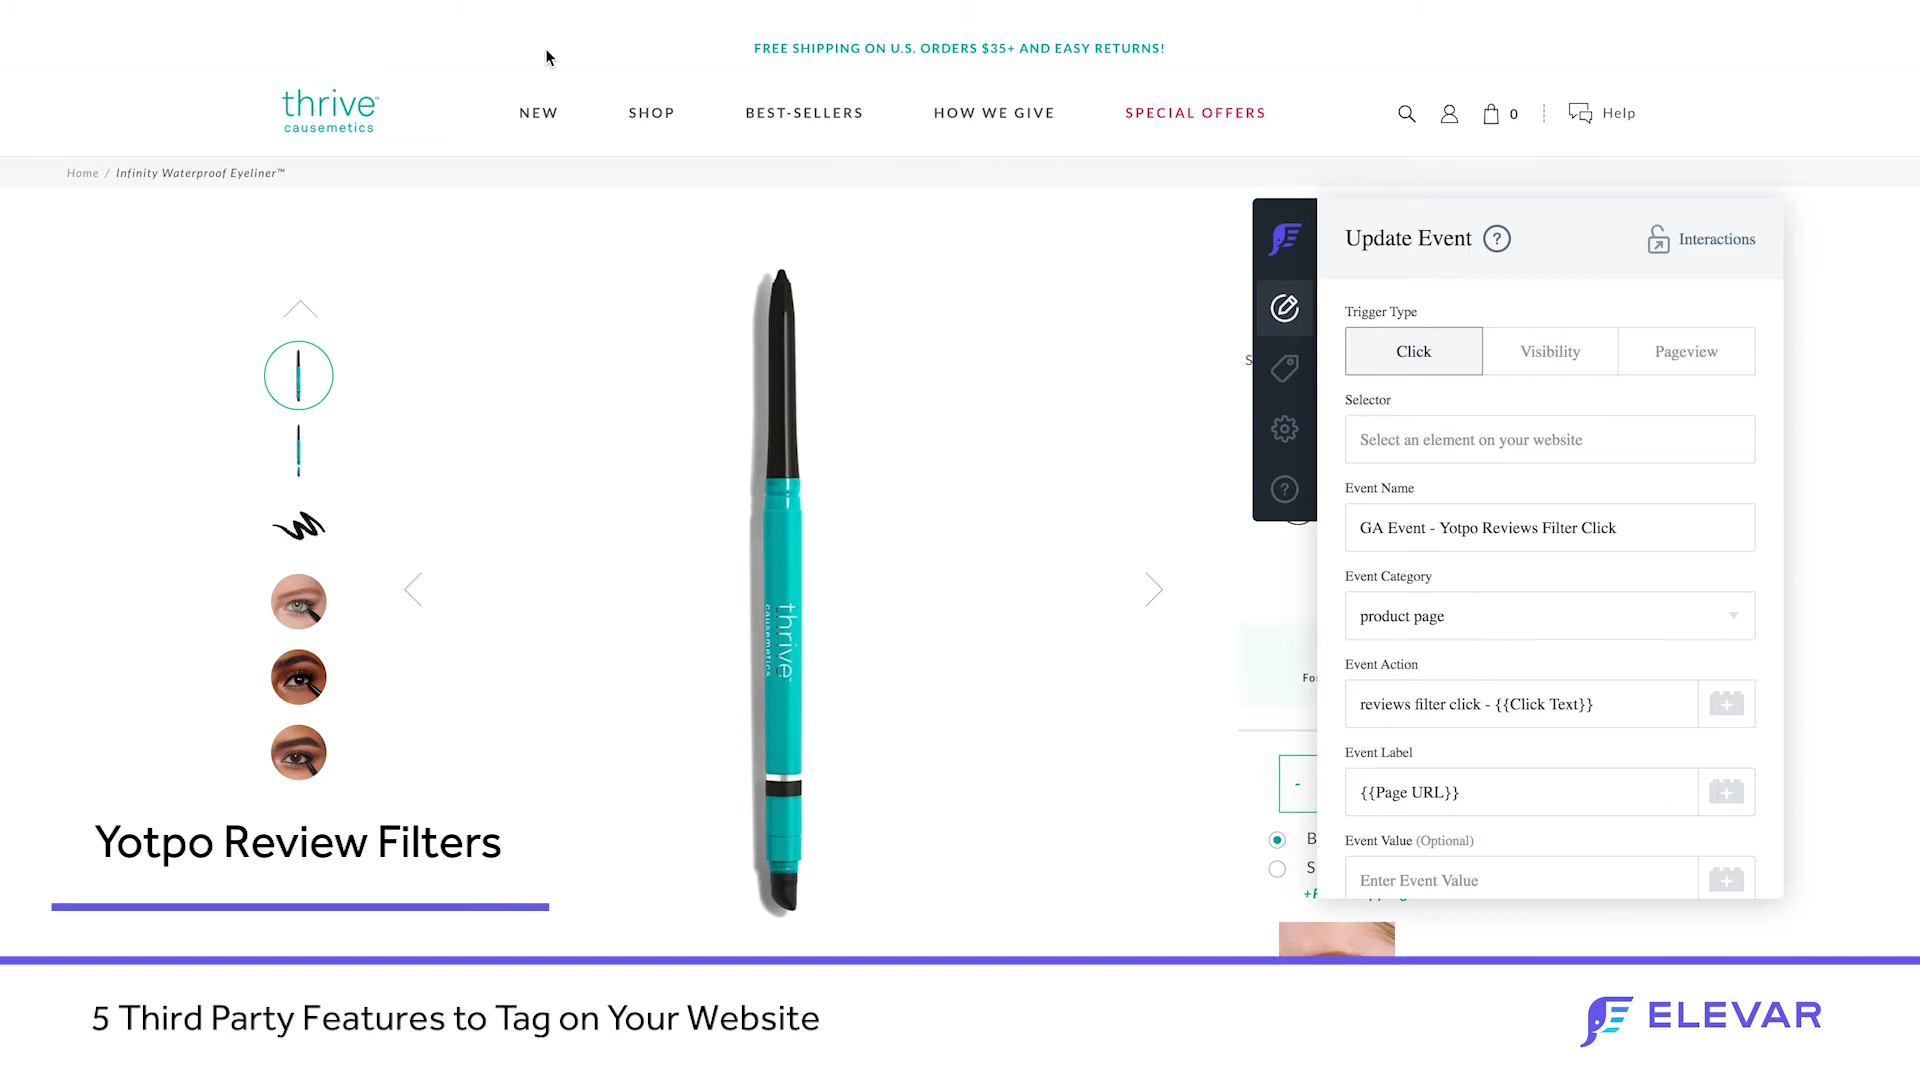 FREE SHIPPING ON U.S. ORDERS $35+ AND EASY RETURNS!
thrive™
causemetics
NEW
SHOP
BEST-SELLERS
HOW WE GIVE
SPECIAL OFFERS
0
Help
Home / Infinity Waterproof Eyeliner™
Update Event ?
Interactions
Trigger Type
Click
Visibility
Pageview
Selector
Select an element on your website
Event Name
GA Event - Yotpo Reviews Filter Click
Event Category
product page
Event Action
reviews filter click - {{Click Text}}
Event Label
{{Page URL}}
Event Value (Optional)
Enter Event Value
thrive™
causemetics
Yotpo Review Filters
5 Third Party Features to Tag on Your Website
ELEVAR